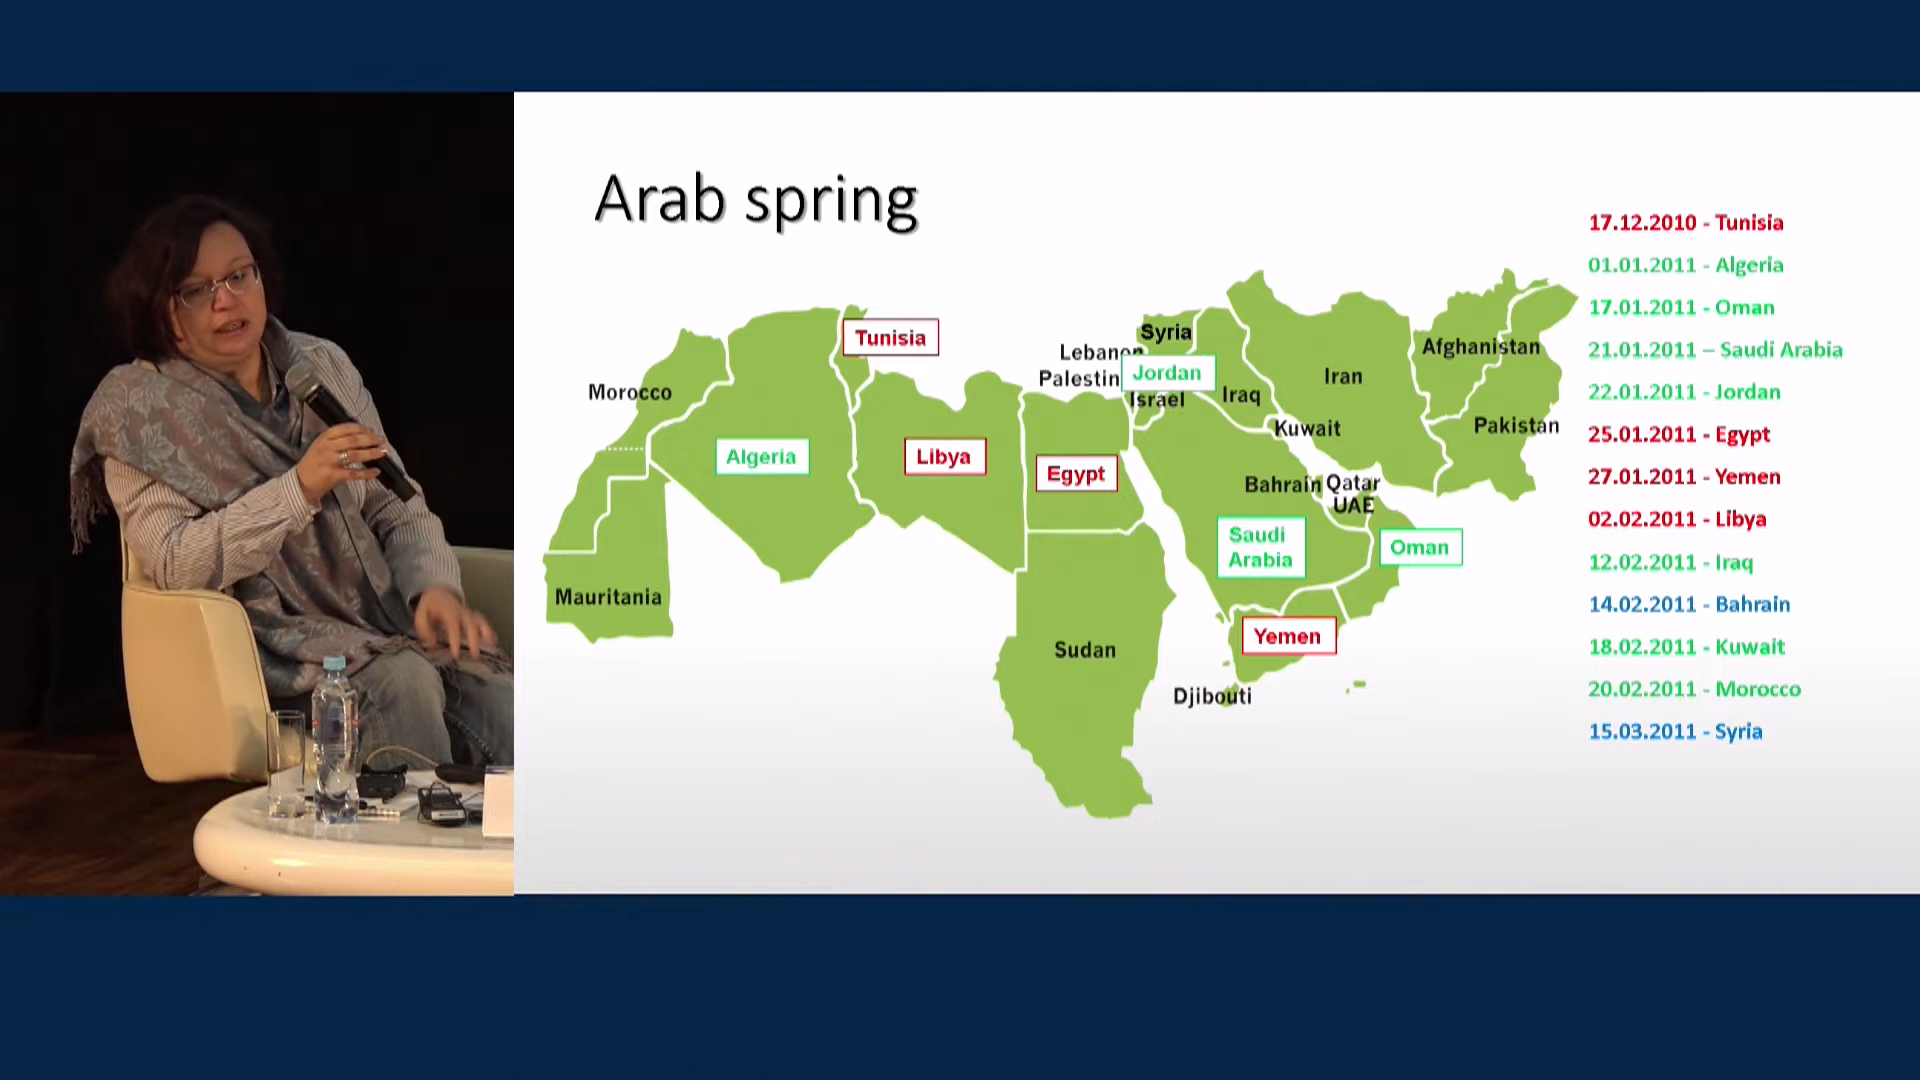 Arab spring
17.12.2010 - Tunisia
01.01.2011 - Algeria
17.01.2011 - Oman
21.01.2011 – Saudi Arabia
22.01.2011 - Jordan
25.01.2011 - Egypt
27.01.2011 - Yemen
02.02.2011 - Libya
12.02.2011 - Iraq
14.02.2011 - Bahrain
18.02.2011 - Kuwait
20.02.2011 - Morocco
15.03.2011 - Syria
Tunisia
Syria
Lebanon
Palestin
Jordan
Israel
Iraq
Iran
Afghanistan
Pakistan
Morocco
Kuwait
Algeria
Libya
Egypt
Bahrain
Qatar
UAE
Saudi
Arabia
Oman
Mauritania
Sudan
Yemen
Djibouti